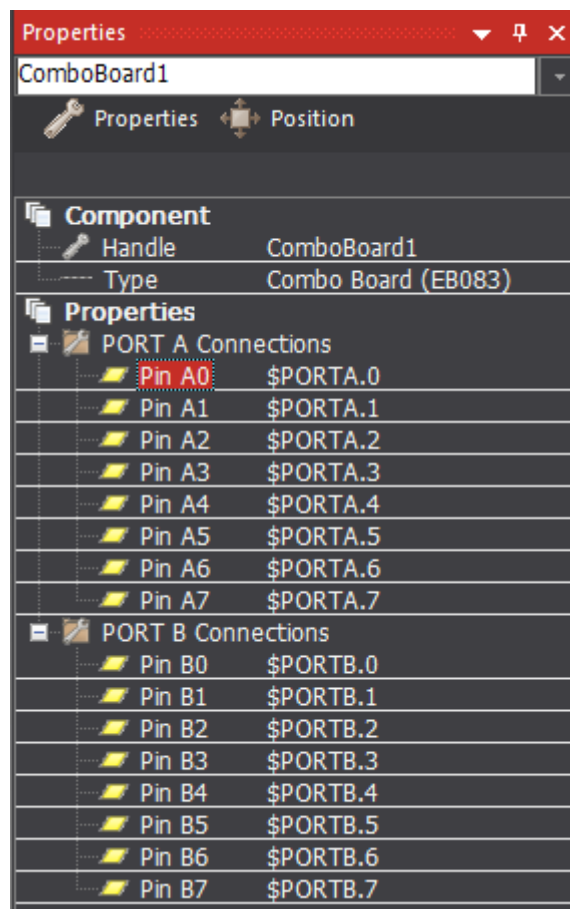 Properties
ComboBoard1
Properties Position
Component
Handle ComboBoard1
Type Combo Board (EB083)
Properties
PORT A Connections
Pin A0 $PORTA.0
Pin A1 $PORTA.1
Pin A2 $PORTA.2
Pin A3 $PORTA.3
Pin A4 $PORTA.4
Pin A5 $PORTA.5
Pin A6 $PORTA.6
Pin A7 $PORTA.7
PORT B Connections
Pin B0 $PORTB.0
Pin B1 $PORTB.1
Pin B2 $PORTB.2
Pin B3 $PORTB.3
Pin B4 $PORTB.4
Pin B5 $PORTB.5
Pin B6 $PORTB.6
Pin B7 $PORTB.7